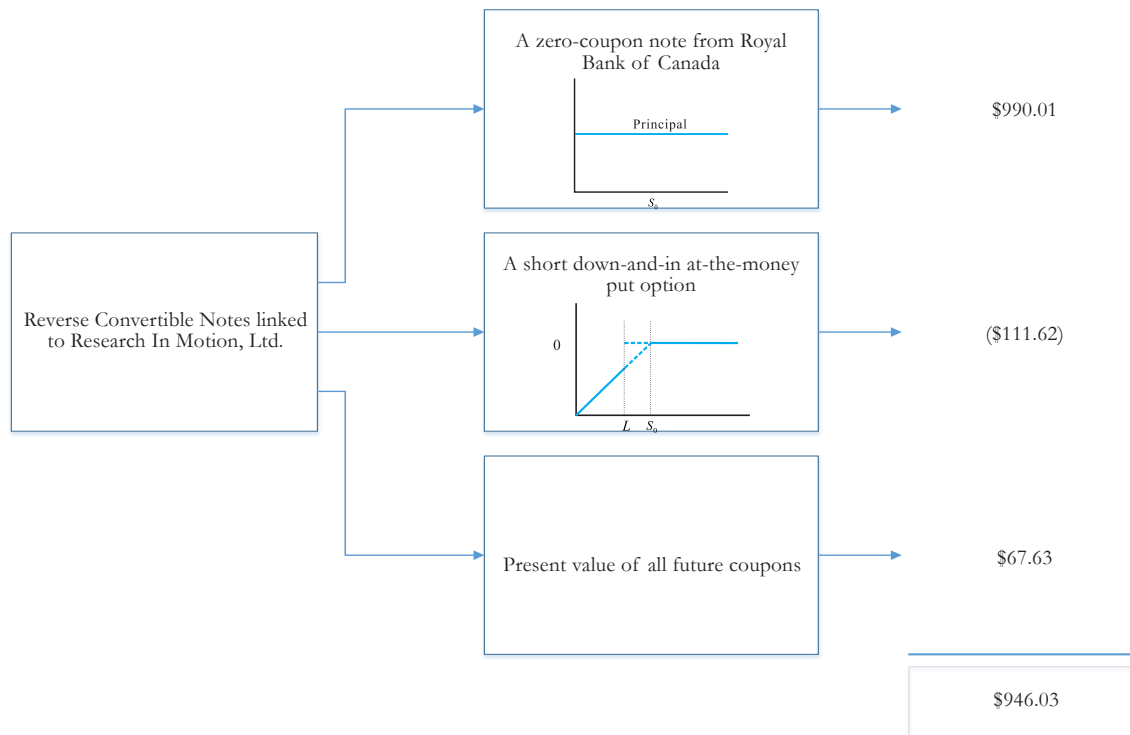 A zero-coupon note from Royal
Bank of Canada
Principal
S₀
$990.01
Reverse Convertible Notes linked
to Research In Motion, Ltd.
A short down-and-in at-the-money
put option
0
L S₀
($111.62)
Present value of all future coupons
$67.63
$946.03